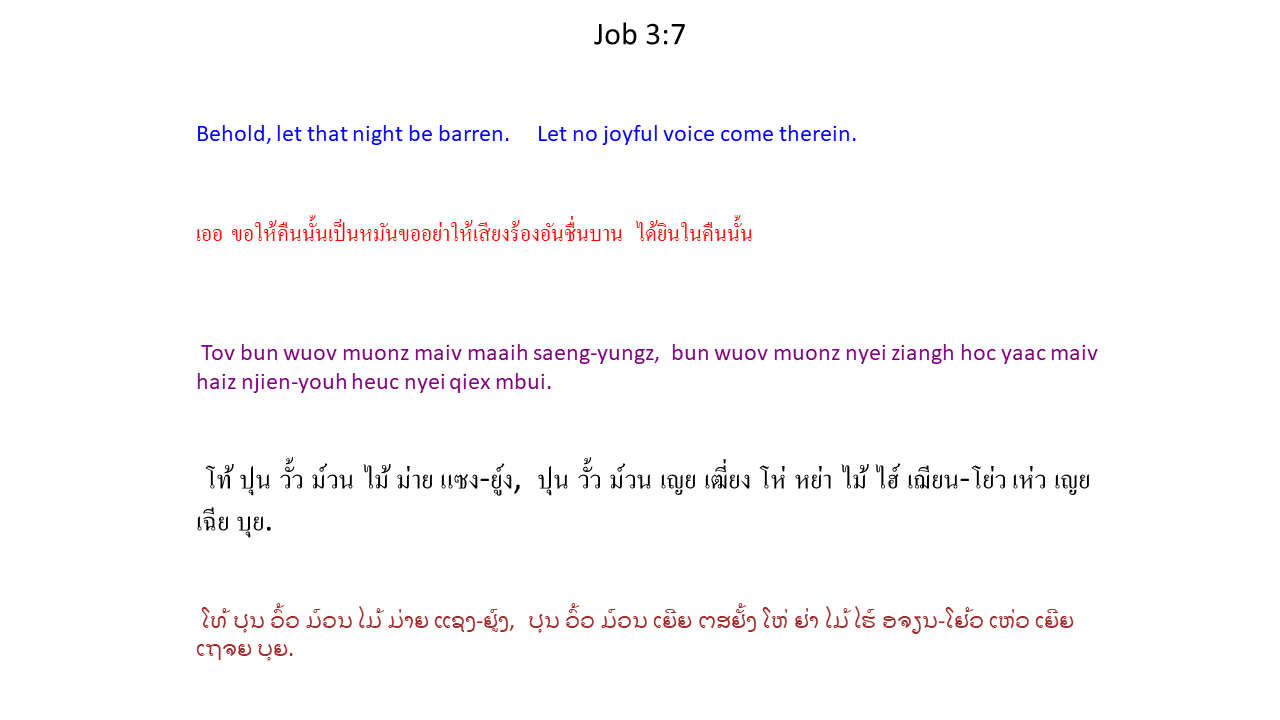 Job 3:7
Behold, let that night be barren. Let no joyful voice come therein.
เออ ขอให้คืนนั้นเป็นหมันขออย่าให้เสียงร้องอันชื่นบาน ได้ยินในคืนนั้น
Tov bun wuov muonz maiv maaih saeng-yungz, bun wuov muonz nyei ziangh hoc yaac maiv
haiz njien-youh heuc nyei qiex mbui.
โท้ ปุน วั้ว ม์วน ไม้ ม่าย แซง-ยู์ง, ปุน วั้ว ม์วน เญย เฒี่ยง โห่ หย่า ไม้ ไฮ์ เฌียน-โย่ว เห่ว เญย
เฉีย บุย.
ໂທ້ ປຸນ ວົ້ວ ມ໌ວນ ໄມ້ ມ່າຍ ແຊງ-ຢູ໌ງ, ປຸນ ວົ້ວ ມ໌ວນ ເຍີຍ ຕສຢັ້ງ ໂຫ່ ຢ່າ ໄມ້ ໄຮ໌ ອຈຽນ-ໂຢ້ວ ເຫ່ວ ເຍີຍ
ເຖຈຍ ບຸຍ.